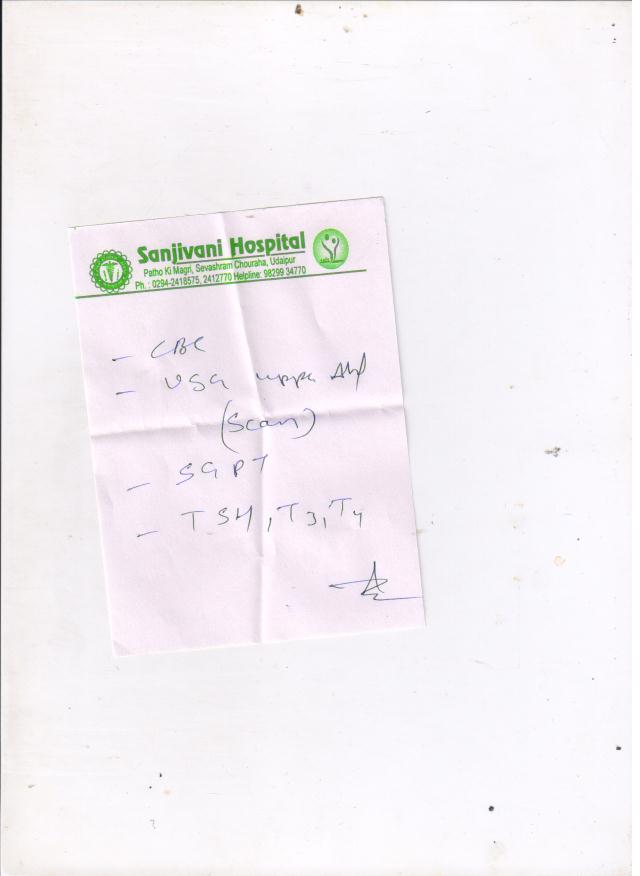 Sanjivani Hospital
Patho Ki Magri, Sevashram Chouraha, Udaipur
Ph. : 0294-2418575, 2412770 Helpline: 98299 34770
- CBC
- USG uppe Abd
(Scan)
- SGPT
- TSH, T3, T4